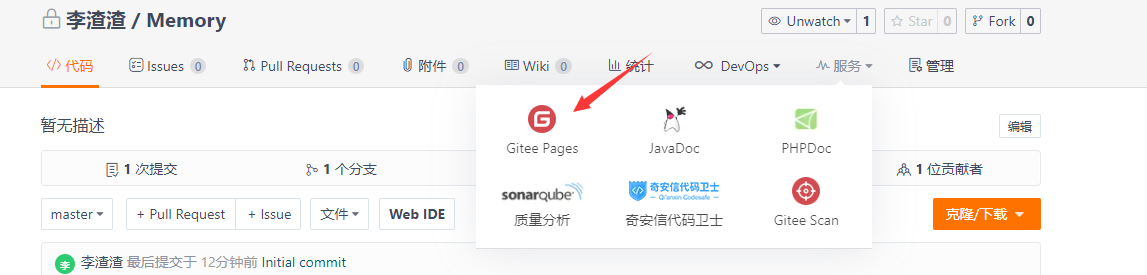 李渣渣 / Memory
Unwatch 1 Star 0 Fork 0
代码 Issues 0 Pull Requests 0 附件 0 Wiki 0 统计 DevOps 服务 管理
暂无描述
编辑
G
Gitee Pages JavaDoc PHPDoc
1 次提交 1 个分支 1 位贡献者
sonarqube 奇安信代码卫士
Qi'anxin Codesafe
质量分析 奇安信代码卫士 Gitee Scan
master + Pull Request + Issue 文件 Web IDE 克隆/下载
李 李渣渣 最后提交于 12分钟前 Initial commit